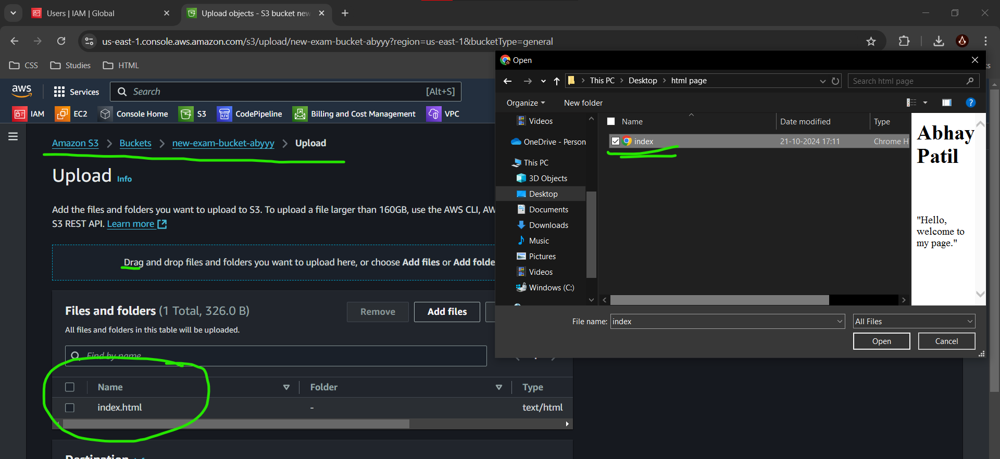 Users | IAM | Global
Upload objects - S3 bucket new
us-east-1.console.aws.amazon.com/s3/upload/new-exam-bucket-abyyy?region=us-east-1&bucketType=general
CSS
Studies
HTML
aws
Services
Search
[Alt+S]
IAM
EC2
Console Home
S3
CodePipeline
Billing and Cost Management
VPC
Amazon S3
Buckets
new-exam-bucket-abyyy
Upload
Upload Info
Add the files and folders you want to upload to S3. To upload a file larger than 160GB, use the AWS CLI, AW
S3 REST API. Learn more
Drag and drop files and folders you want to upload here, or choose Add files or Add folde
Files and folders (1 Total, 326.0 B)
Remove
Add files
All files and folders in this table will be uploaded.
Find by name
Name
Folder
Type
index.html
-
text/html
Destination
Open
This PC
Desktop
html page
Search html page
Organize
New folder
Videos
OneDrive - Person
This PC
3D Objects
Desktop
Documents
Downloads
Music
Pictures
Videos
Windows (C:)
Name
Date modified
Type
index
21-10-2024 17:11
Chrome H
Abhay
Patil
"Hello,
welcome to
my page."
File name:
index
All Files
Open
Cancel